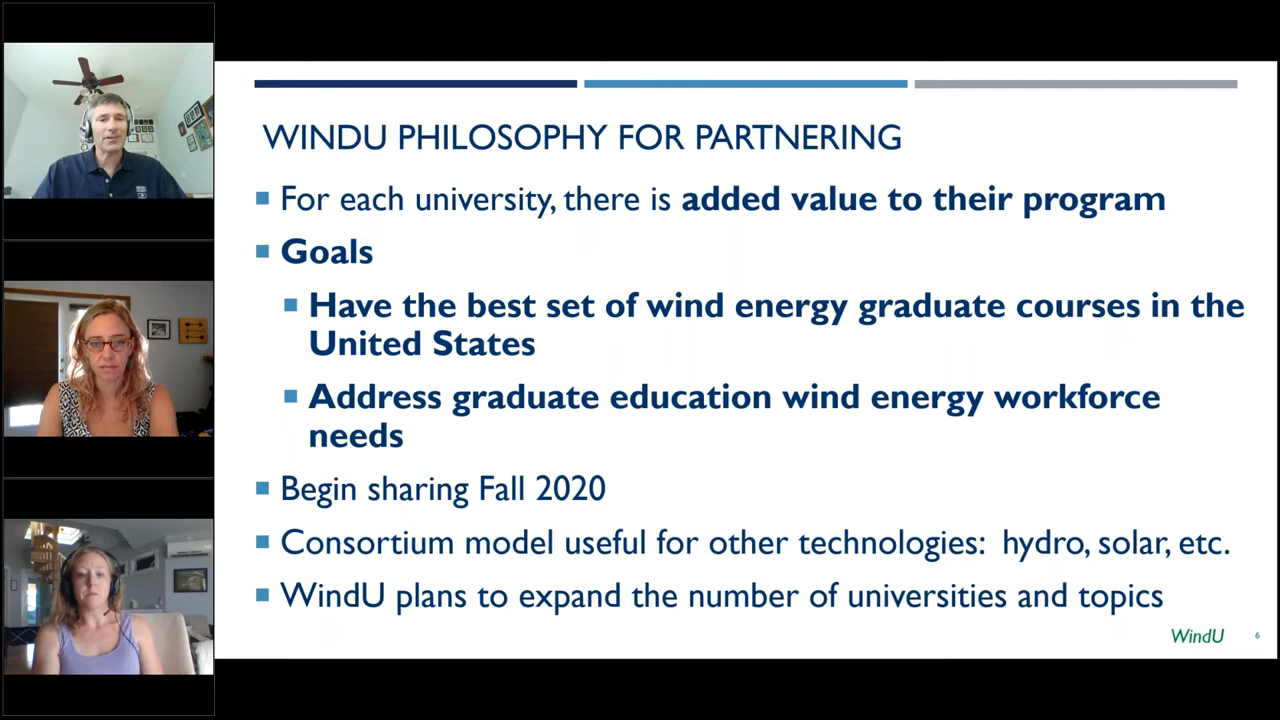 WINDU PHILOSOPHY FOR PARTNERING
For each university, there is added value to their program
Goals
Have the best set of wind energy graduate courses in the
United States
Address graduate education wind energy workforce
needs
Begin sharing Fall 2020
Consortium model useful for other technologies: hydro, solar, etc.
WindU plans to expand the number of universities and topics
WindU 6